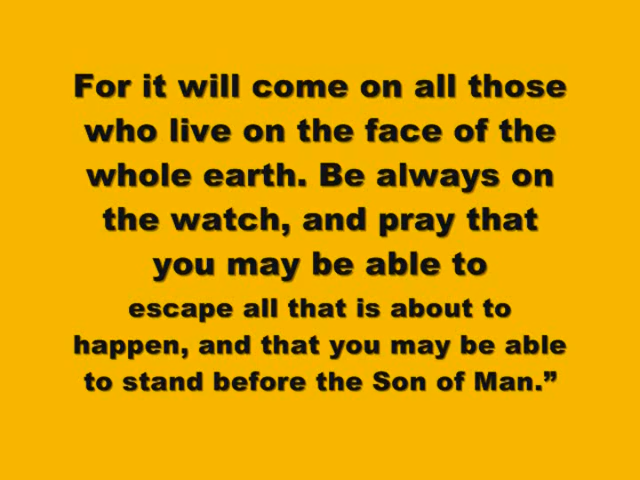 For it will come on all those
who live on the face of the
whole earth. Be always on
the watch, and pray that
you may be able to
escape all that is about to
happen, and that you may be able
to stand before the Son of Man.”